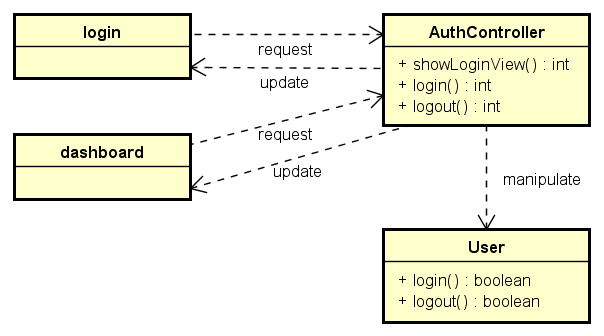 login
AuthController
+ showLoginView() : int
+ login() : int
+ logout() : int
request
update
request
update
dashboard
manipulate
User
+ login() : boolean
+ logout() : boolean